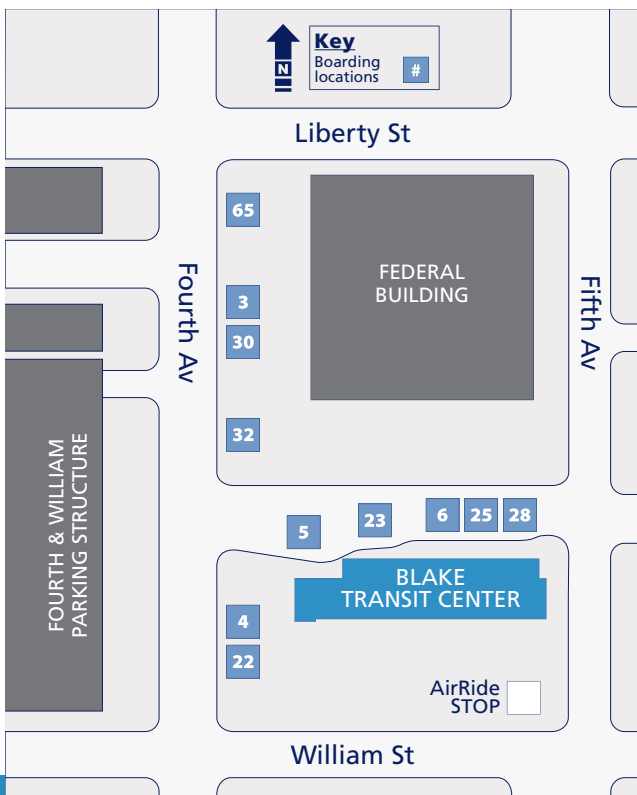 Key
Boarding
locations
#
N
Liberty St
65
FEDERAL
BUILDING
3
30
Fourth Av
Fifth Av
32
FOURTH & WILLIAM
PARKING STRUCTURE
5
23
6
25
28
BLAKE
TRANSIT CENTER
4
22
AirRide
STOP
William St